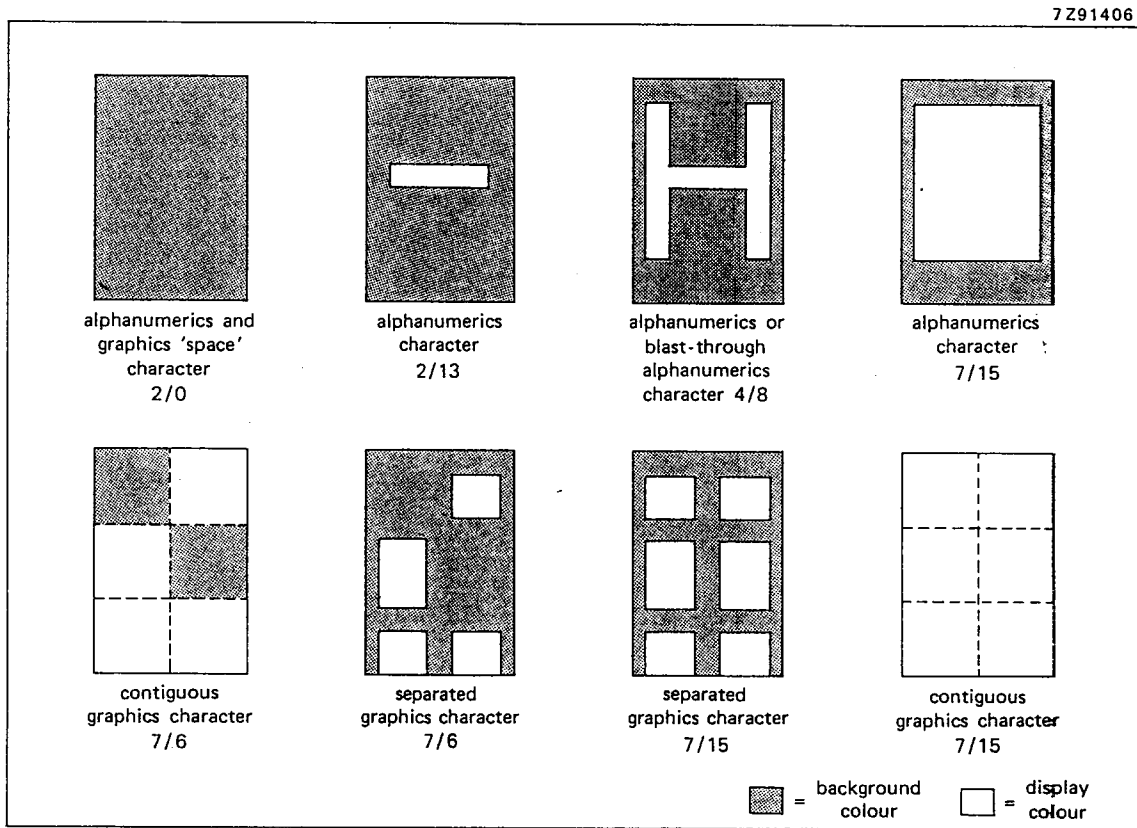 7Z91406
alphanumerics and
graphics 'space'
character
2/0
alphanumerics
character
2/13
alphanumerics or
blast-through
alphanumerics
character 4/8
alphanumerics
character
7/15
contiguous
graphics character
7/6
separated
graphics character
7/6
separated
graphics character
7/15
contiguous
graphics character
7/15
= background
colour
= display
colour